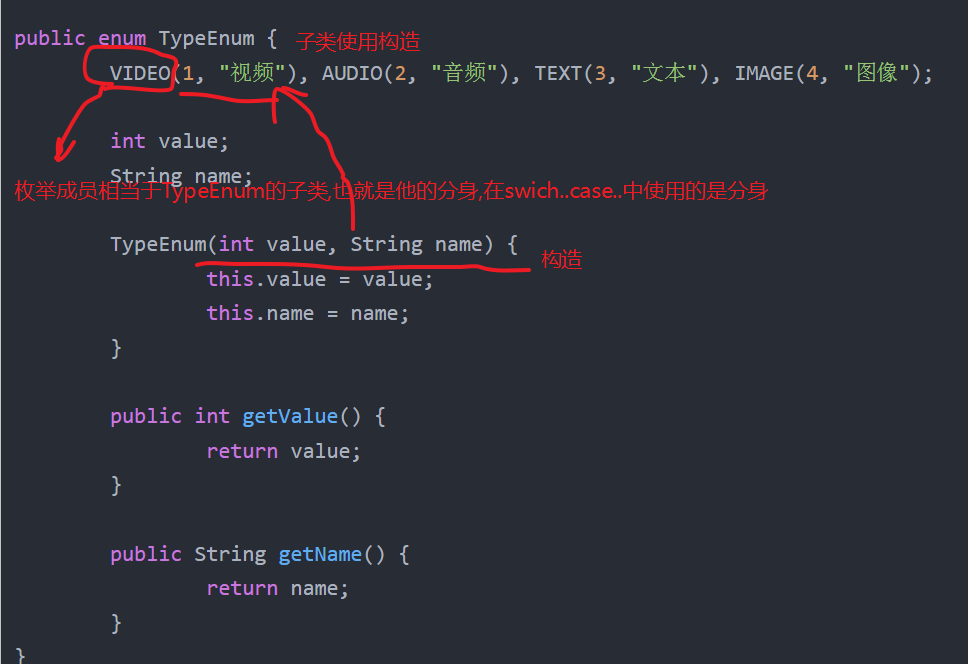 public enum TypeEnum { 子类使用构造
VIDEO(1, "视频"), AUDIO(2, "音频"), TEXT(3, "文本"), IMAGE(4, "图像");
int value;
String name;
枚举成员相当于TypeEnum的子类,也就是他的分身,在swich..case..中使用的是分身
TypeEnum(int value, String name) { 构造
this.value = value;
this.name = name;
}
public int getValue() {
return value;
}
public String getName() {
return name;
}
}